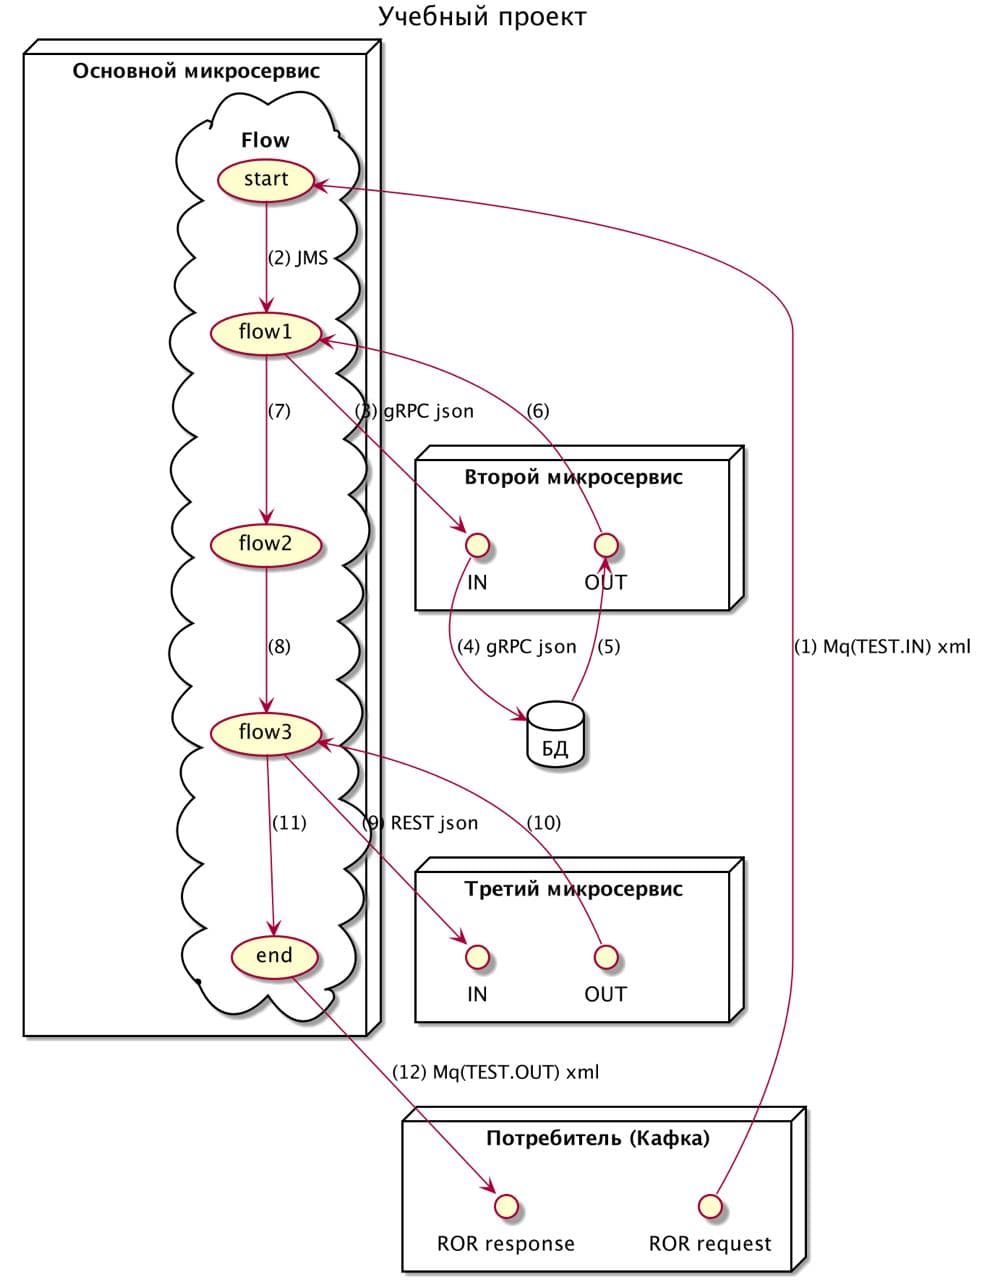 Учебный проект
Основной микросервис
Flow
start
(2) JMS
flow1
(7)
(3) gRPC json
(6)
Второй микросервис
flow2
IN
OUT
(8)
(4) gRPC json
(5)
(1) Mq(TEST.IN) xml
flow3
БД
(11)
(9) REST json
(10)
Третий микросервис
end
IN
OUT
(12) Mq(TEST.OUT) xml
Потребитель (Кафка)
ROR response
ROR request